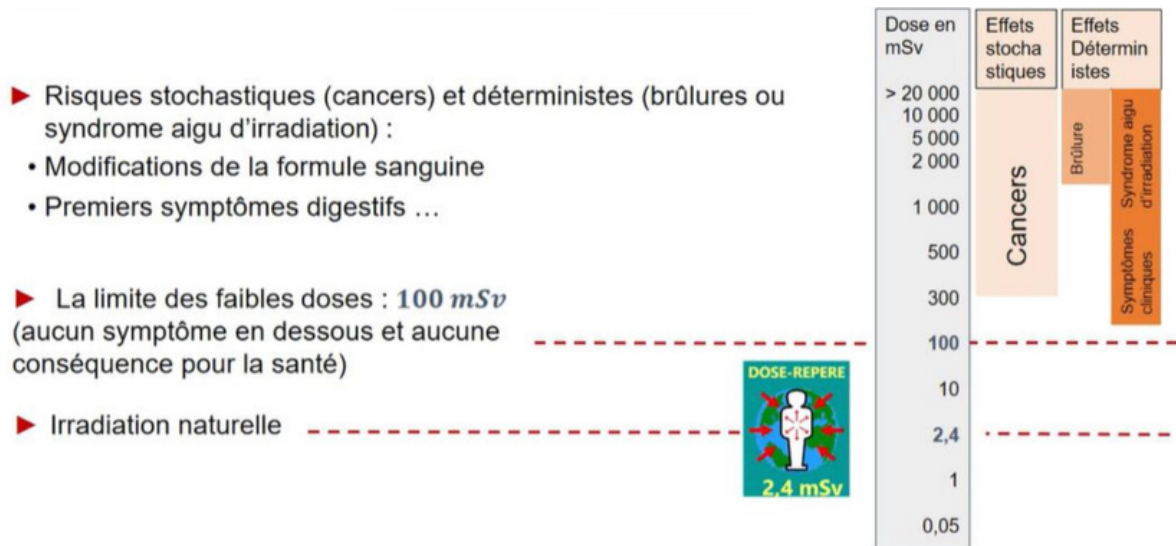 ► Risques stochastiques (cancers) et déterministes (brûlures ou
syndrome aigu d'irradiation) :
• Modifications de la formule sanguine
• Premiers symptômes digestifs ...
► La limite des faibles doses : 100 mSv
(aucun symptôme en dessous et aucune
conséquence pour la santé)
► Irradiation naturelle
DOSE-REPERE
2,4 mSv
Dose en
mSv
> 20 000
10 000
5 000
2 000
1 000
500
300
100
10
2,4
1
0,05
Effets
stocha
stiques
Cancers
Effets
Détermin
istes
Brûlure
Syndrome aigu
d'irradiation
Symptômes
cliniques